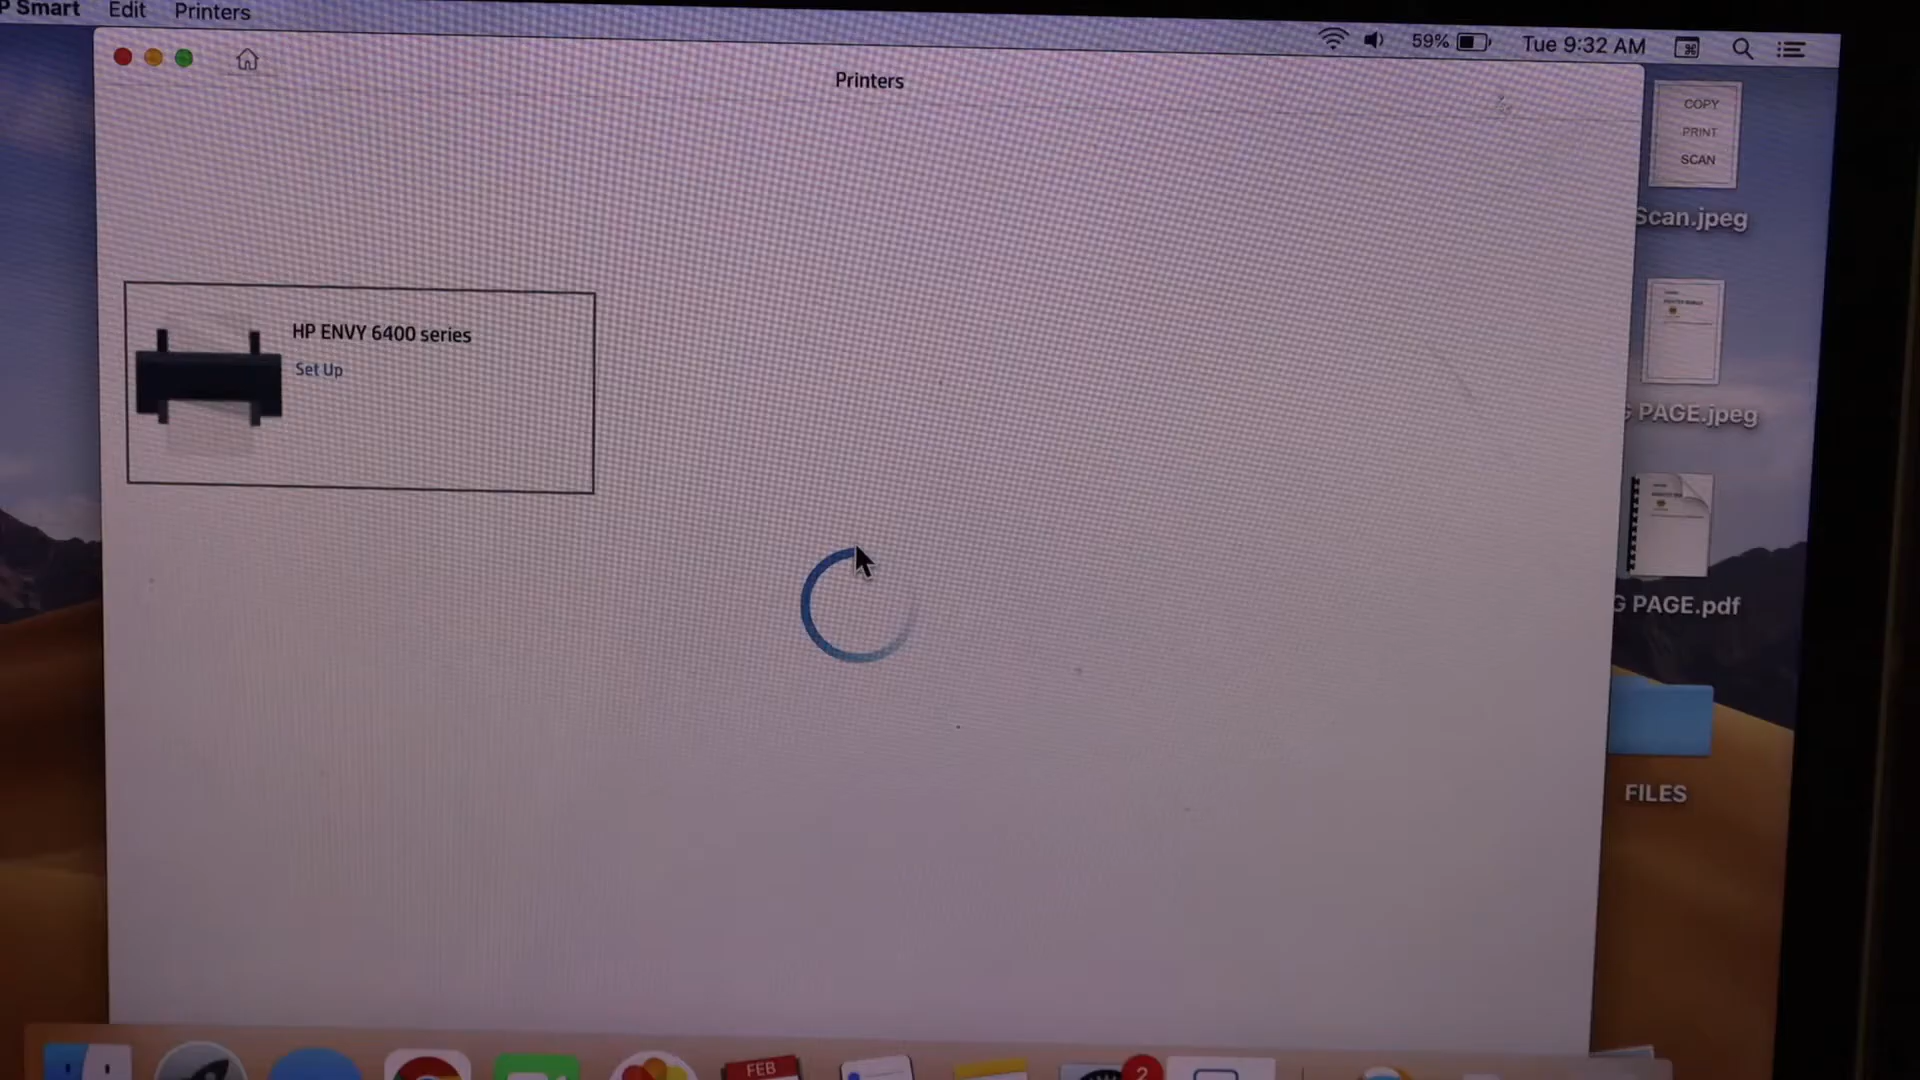 P Smart Edit Printers
59% Tue 9:32 AM
Printers
HP ENVY 6400 series
Set Up
COPY
PRINT
SCAN
Scan.jpeg
G PAGE.jpeg
G PAGE.pdf
FILES
FEB
2